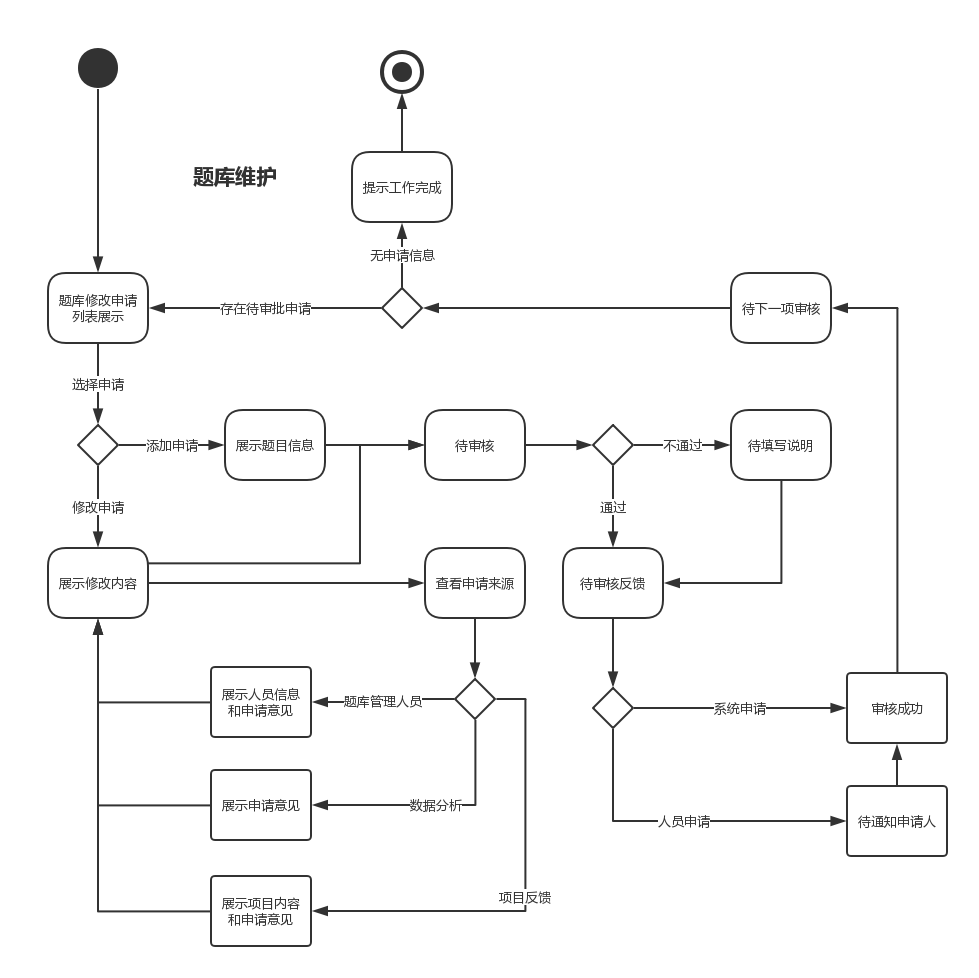 题库维护
提示工作完成
无申请信息
题库修改申请
列表展示
存在待审批申请
待下一项审核
选择申请
添加申请
展示题目信息
待审核
不通过
待填写说明
修改申请
通过
展示修改内容
查看申请来源
待审核反馈
展示人员信息
和申请意见
题库管理人员
系统申请
审核成功
展示申请意见
数据分析
人员申请
待通知申请人
项目反馈
展示项目内容
和申请意见